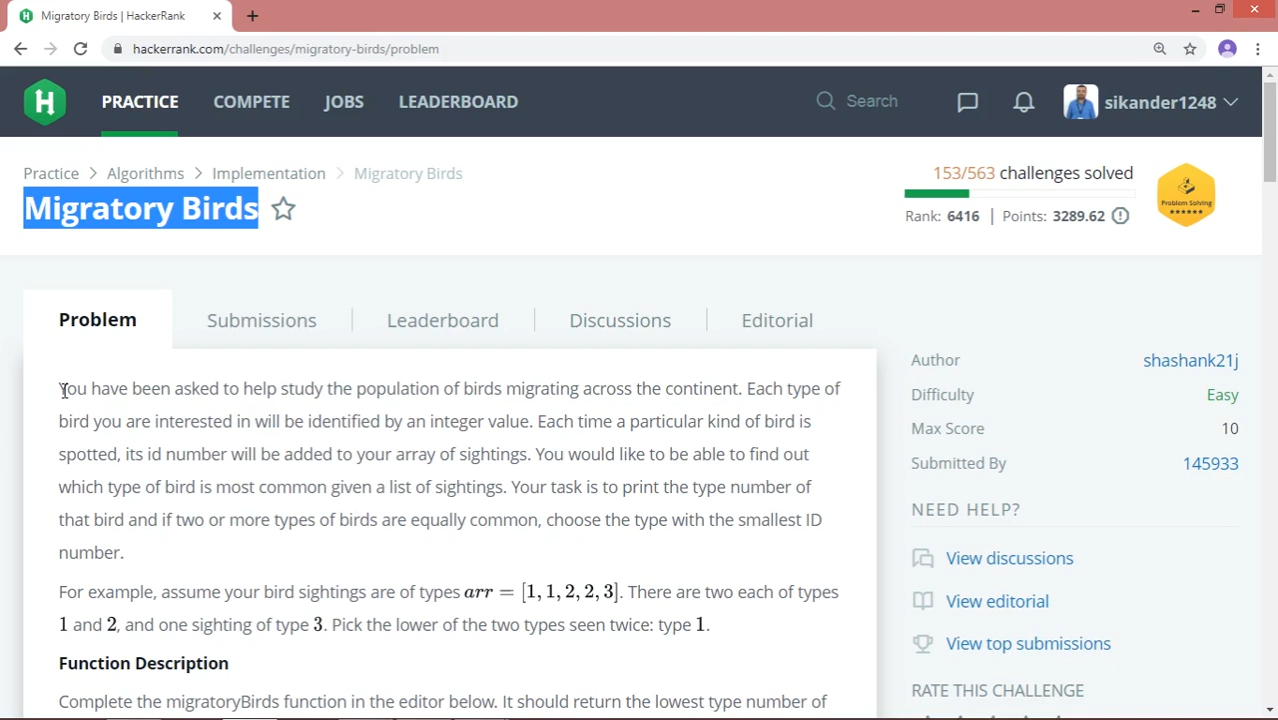 Migratory Birds | HackerRank
hackerrank.com/challenges/migratory-birds/problem
H PRACTICE COMPETE JOBS LEADERBOARD Search sikander1248
Practice > Algorithms > Implementation > Migratory Birds
153/563 challenges solved
Migratory Birds
Rank: 6416 | Points: 3289.62
Problem Solving
Problem Submissions Leaderboard Discussions Editorial
You have been asked to help study the population of birds migrating across the continent. Each type of
bird you are interested in will be identified by an integer value. Each time a particular kind of bird is
spotted, its id number will be added to your array of sightings. You would like to be able to find out
which type of bird is most common given a list of sightings. Your task is to print the type number of
that bird and if two or more types of birds are equally common, choose the type with the smallest ID
number.
For example, assume your bird sightings are of types arr = [1, 1, 2, 2, 3]. There are two each of types
1 and 2, and one sighting of type 3. Pick the lower of the two types seen twice: type 1.
Function Description
Complete the migratoryBirds function in the editor below. It should return the lowest type number of
Author shashank21j
Difficulty Easy
Max Score 10
Submitted By 145933
NEED HELP?
View discussions
View editorial
View top submissions
RATE THIS CHALLENGE